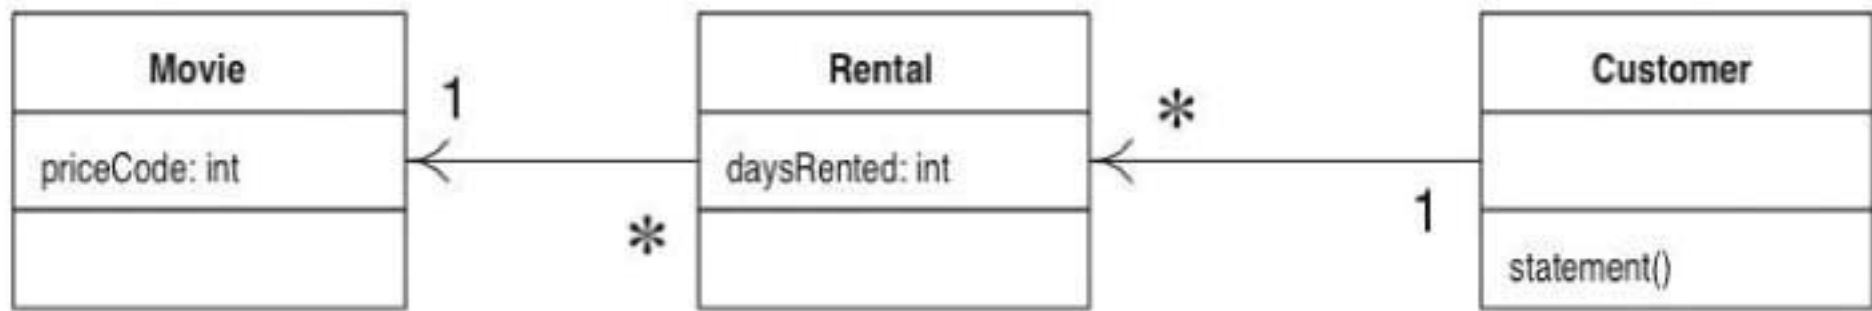 Movie
priceCode: int
1
*
Rental
daysRented: int
*
1
Customer
statement()